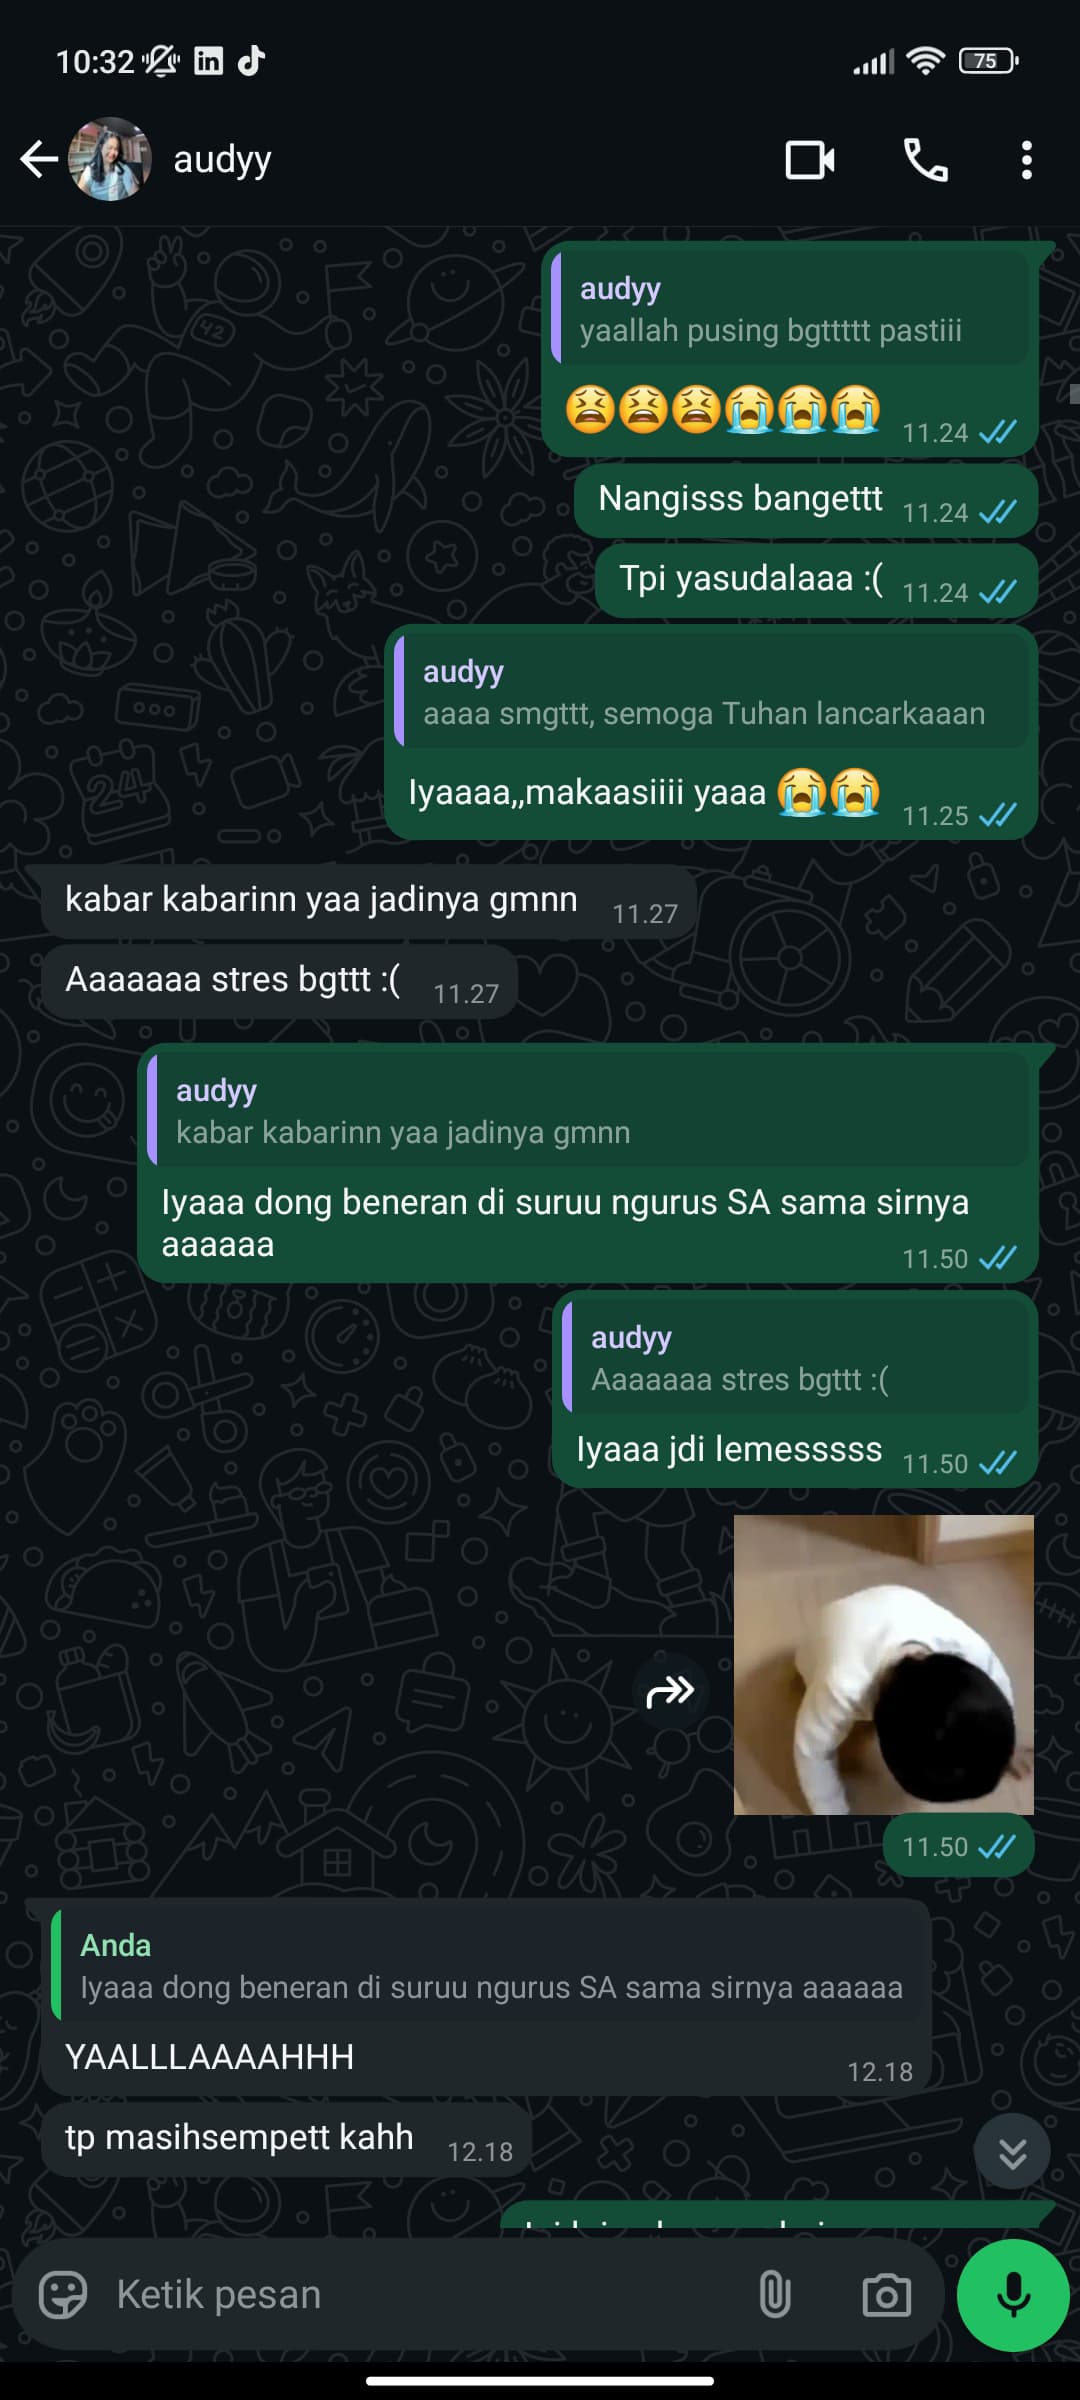 10:32
75
audyy
audyy
yaallah pusing bgttttt pastiii
😫😫😫😭😭😭 11.24
Nangisss bangettt 11.24
Tpi yasudalaaa :( 11.24
audyy
aaaa smgttt, semoga Tuhan lancarkaaan
Iyaaaa,,makaasiiii yaaa 😭😭 11.25
kabar kabarinn yaa jadinya gmnn 11.27
Aaaaaaa stres bgttt :( 11.27
audyy
kabar kabarinn yaa jadinya gmnn
Iyaaa dong beneran di suruu ngurus SA sama sirnya
aaaaaa 11.50
audyy
Aaaaaaa stres bgttt :(
Iyaaa jdi lemesssss 11.50
11.50
Anda
Iyaaa dong beneran di suruu ngurus SA sama sirnya aaaaaa
YAALLLAAAAHHH 12.18
tp masihsempett kahh 12.18
Ketik pesan